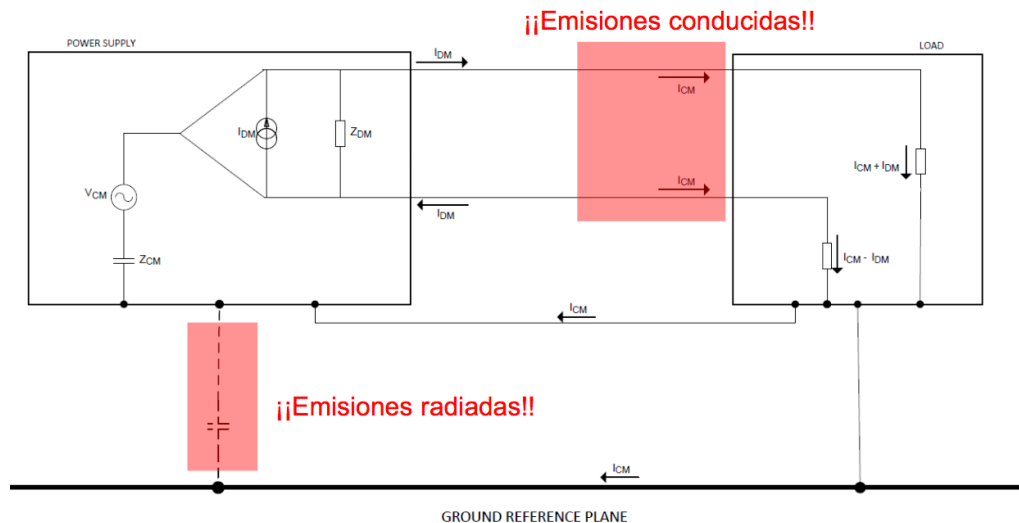 ¡¡Emisiones conducidas!!
POWER SUPPLY
LOAD
IDM
ICM
IDM
ZDM
ICM + IDM
VCM
ICM
IDM
ZCM
ICM - IDM
ICM
¡¡Emisiones radiadas!!
ICM
GROUND REFERENCE PLANE